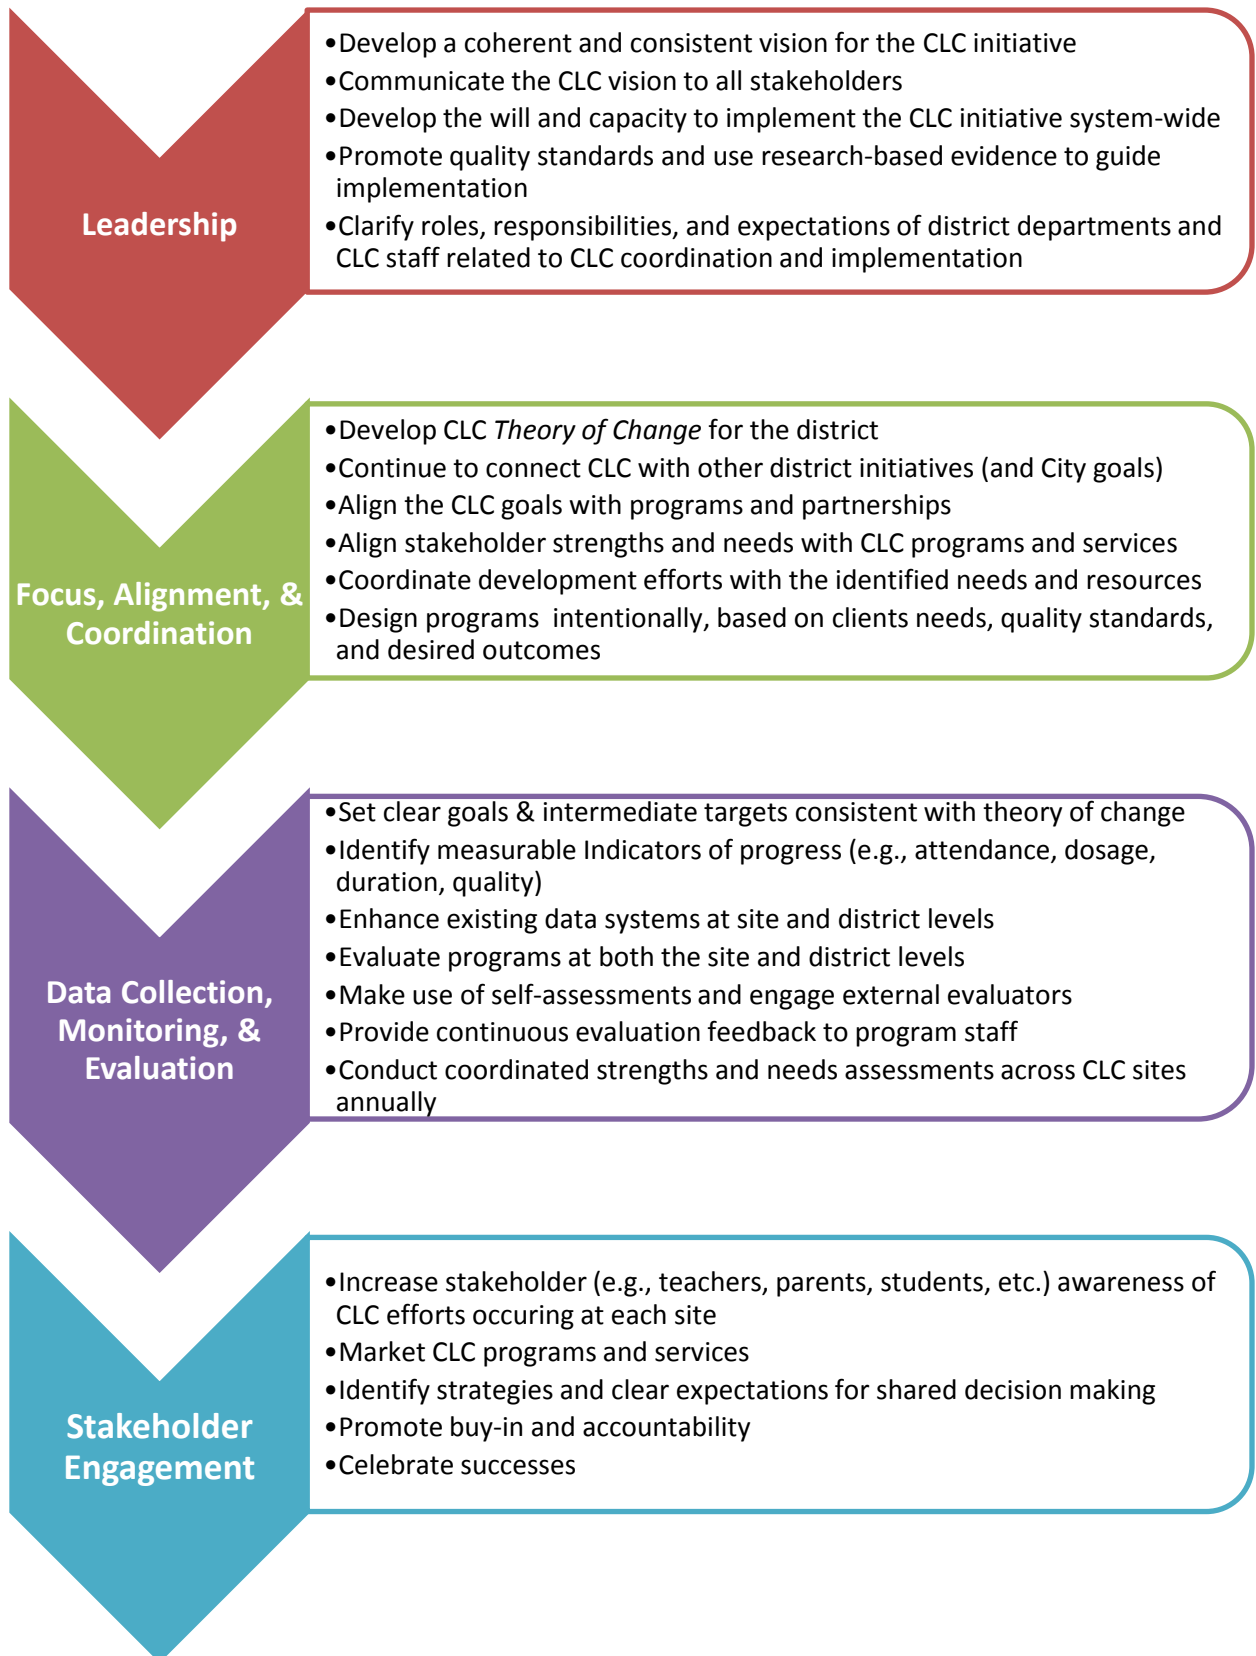 Leadership
•Develop a coherent and consistent vision for the CLC initiative
•Communicate the CLC vision to all stakeholders
•Develop the will and capacity to implement the CLC initiative system-wide
•Promote quality standards and use research-based evidence to guide
implementation
•Clarify roles, responsibilities, and expectations of district departments and
CLC staff related to CLC coordination and implementation
Focus, Alignment, &
Coordination
•Develop CLC Theory of Change for the district
•Continue to connect CLC with other district initiatives (and City goals)
•Align the CLC goals with programs and partnerships
•Align stakeholder strengths and needs with CLC programs and services
•Coordinate development efforts with the identified needs and resources
•Design programs  intentionally, based on clients needs, quality standards,
and desired outcomes
Data Collection,
Monitoring, &
Evaluation
•Set clear goals & intermediate targets consistent with theory of change
•Identify measurable Indicators of progress (e.g., attendance, dosage,
duration, quality)
•Enhance existing data systems at site and district levels
•Evaluate programs at both the site and district levels
•Make use of self-assessments and engage external evaluators
•Provide continuous evaluation feedback to program staff
•Conduct coordinated strengths and needs assessments across CLC sites
annually
Stakeholder
Engagement
•Increase stakeholder (e.g., teachers, parents, students, etc.) awareness of
CLC efforts occuring at each site
•Market CLC programs and services
•Identify strategies and clear expectations for shared decision making
•Promote buy-in and accountability
•Celebrate successes